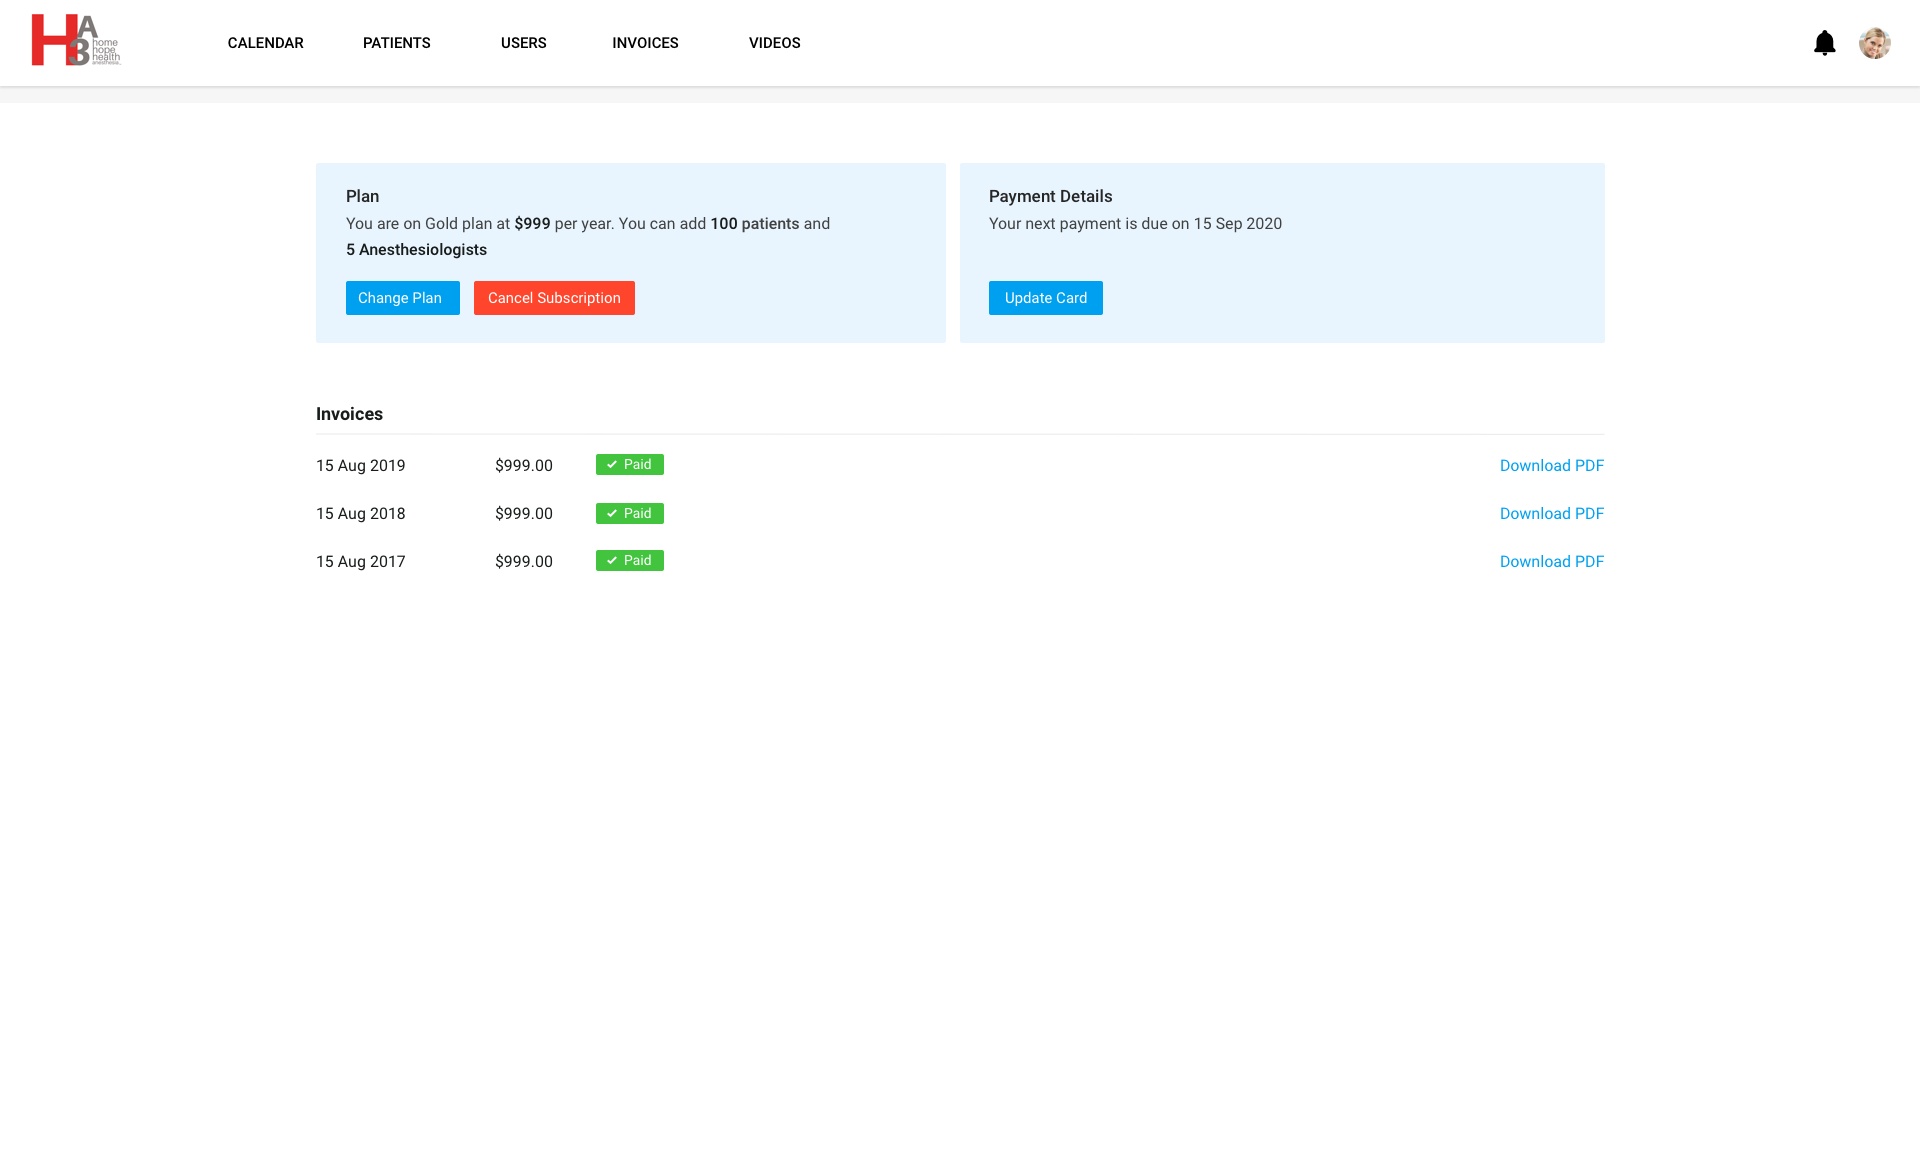 HA3 home hope health anesthesia
CALENDAR
PATIENTS
USERS
INVOICES
VIDEOS
Plan
You are on Gold plan at $999 per year. You can add 100 patients and
5 Anesthesiologists
Change Plan
Cancel Subscription
Payment Details
Your next payment is due on 15 Sep 2020
Update Card
Invoices
15 Aug 2019 $999.00 Paid Download PDF
15 Aug 2018 $999.00 Paid Download PDF
15 Aug 2017 $999.00 Paid Download PDF